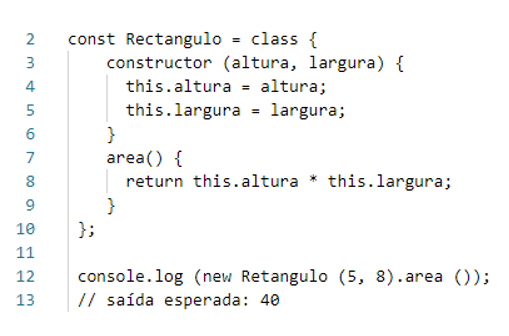 2 const Rectangulo = class {
3 constructor (altura, largura) {
4 this.altura = altura;
5 this.largura = largura;
6 }
7 area() {
8 return this.altura * this.largura;
9 }
10 };
11
12 console.log (new Retangulo (5, 8).area ());
13 // saída esperada: 40